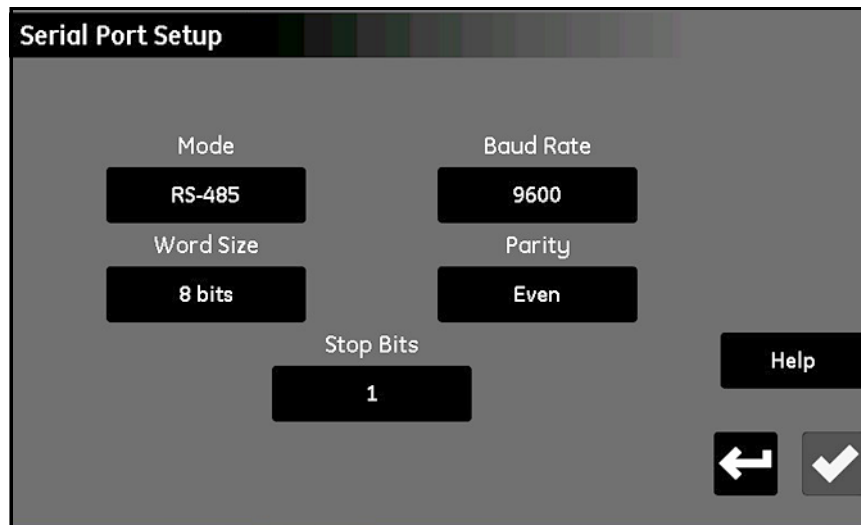 Serial Port Setup
Mode
Baud Rate
RS-485
9600
Word Size
Parity
8 bits
Even
Stop Bits
1
Help